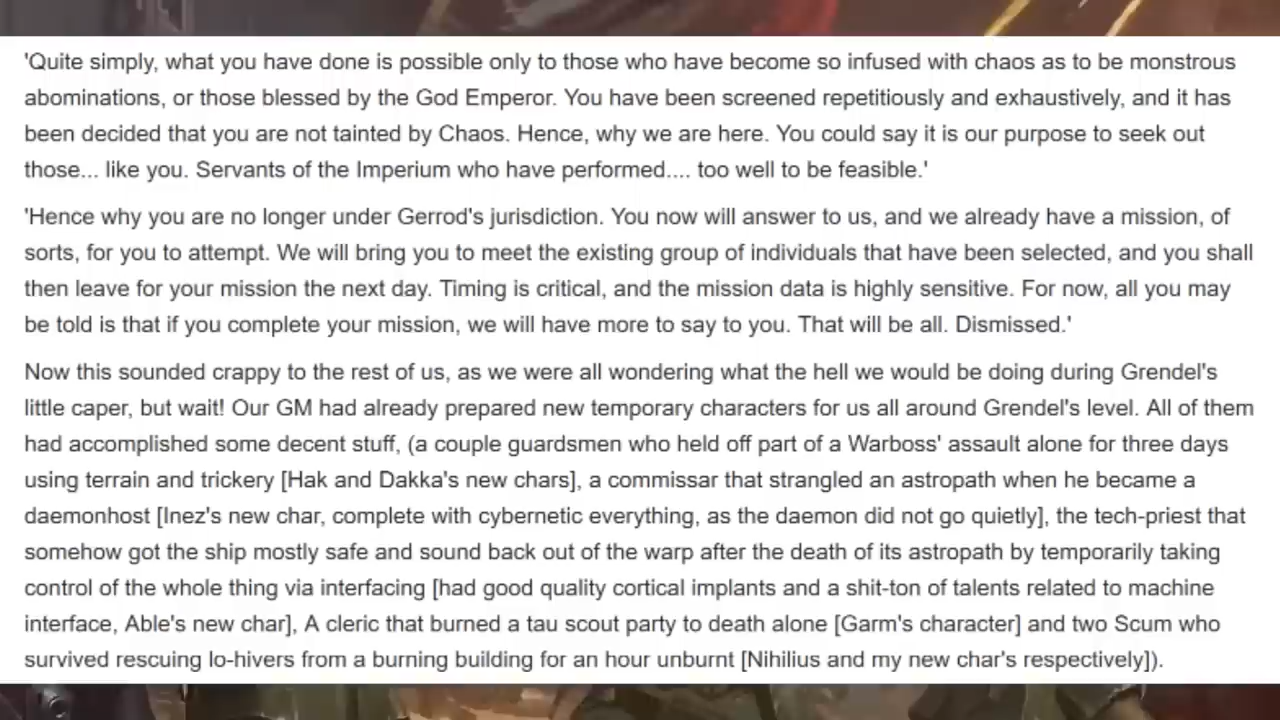 'Quite simply, what you have done is possible only to those who have become so infused with chaos as to be monstrous
abominations, or those blessed by the God Emperor. You have been screened repetitiously and exhaustively, and it has
been decided that you are not tainted by Chaos. Hence, why we are here. You could say it is our purpose to seek out
those... like you. Servants of the Imperium who have performed.... too well to be feasible.'
'Hence why you are no longer under Gerrod's jurisdiction. You now will answer to us, and we already have a mission, of
sorts, for you to attempt. We will bring you to meet the existing group of individuals that have been selected, and you shall
then leave for your mission the next day. Timing is critical, and the mission data is highly sensitive. For now, all you may
be told is that if you complete your mission, we will have more to say to you. That will be all. Dismissed.'
Now this sounded crappy to the rest of us, as we were all wondering what the hell we would be doing during Grendel's
little caper, but wait! Our GM had already prepared new temporary characters for us all around Grendel's level. All of them
had accomplished some decent stuff, (a couple guardsmen who held off part of a Warboss' assault alone for three days
using terrain and trickery [Hak and Dakka's new chars], a commissar that strangled an astropath when he became a
daemonhost [Inez's new char, complete with cybernetic everything, as the daemon did not go quietly], the tech-priest that
somehow got the ship mostly safe and sound back out of the warp after the death of its astropath by temporarily taking
control of the whole thing via interfacing [had good quality cortical implants and a shit-ton of talents related to machine
interface, Able's new char], A cleric that burned a tau scout party to death alone [Garm's character] and two Scum who
survived rescuing lo-hivers from a burning building for an hour unburnt [Nihilius and my new char's respectively]).